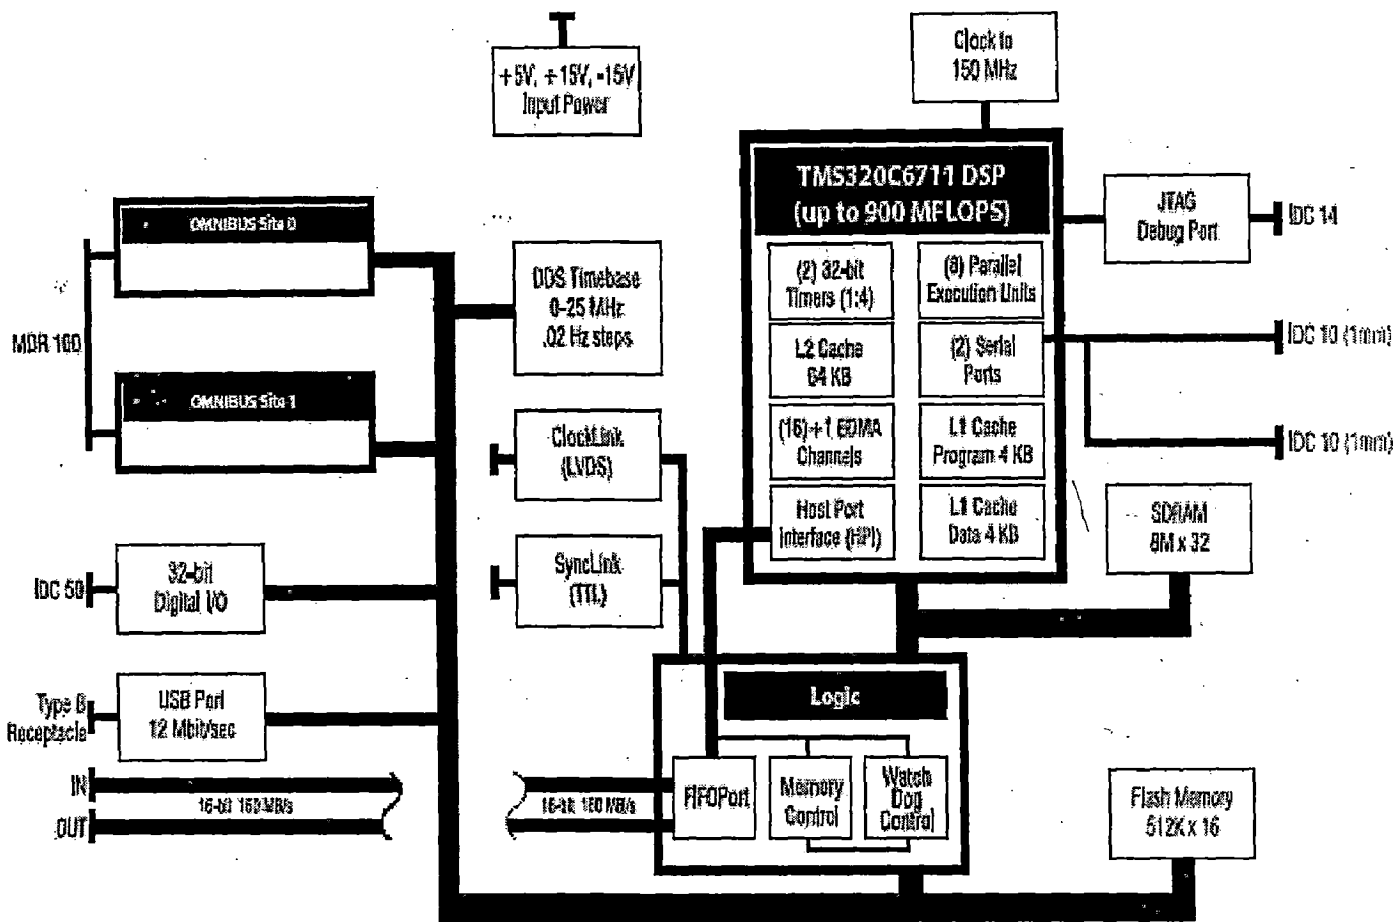 +5V, +15V, -15V
Input Power
Clock to
150 MHz
TMS320C6711 DSP
(up to 900 MFLOPS)
JTAG
Debug Port
IDC 14
OMNIBUS Site 0
DDS Timebase
0-25 MHz
.02 Hz steps
(2) 32-bit
Timers (1:4)
(8) Parallel
Execution Units
MDR 100
L2 Cache
64 KB
(2) Serial
Ports
IDC 10 (1mm)
OMNIBUS Site 1
ClockLink
(LVDS)
(16)+1 EDMA
Channels
L1 Cache
Program 4 KB
IDC 10 (1mm)
Host Port
Interface (HPI)
L1 Cache
Data 4 KB
SDRAM
8M x 32
IDC 50
32-bit
Digital I/O
SyncLink
(TTL)
Type B
Receptacle
USB Port
12 Mbit/sec
Logic
IN
16-bit 160 MB/s
OUT
16-bit 160 MB/s
FIFOPort
Memory
Control
Watch
Dog
Control
Flash Memory
512K x 16